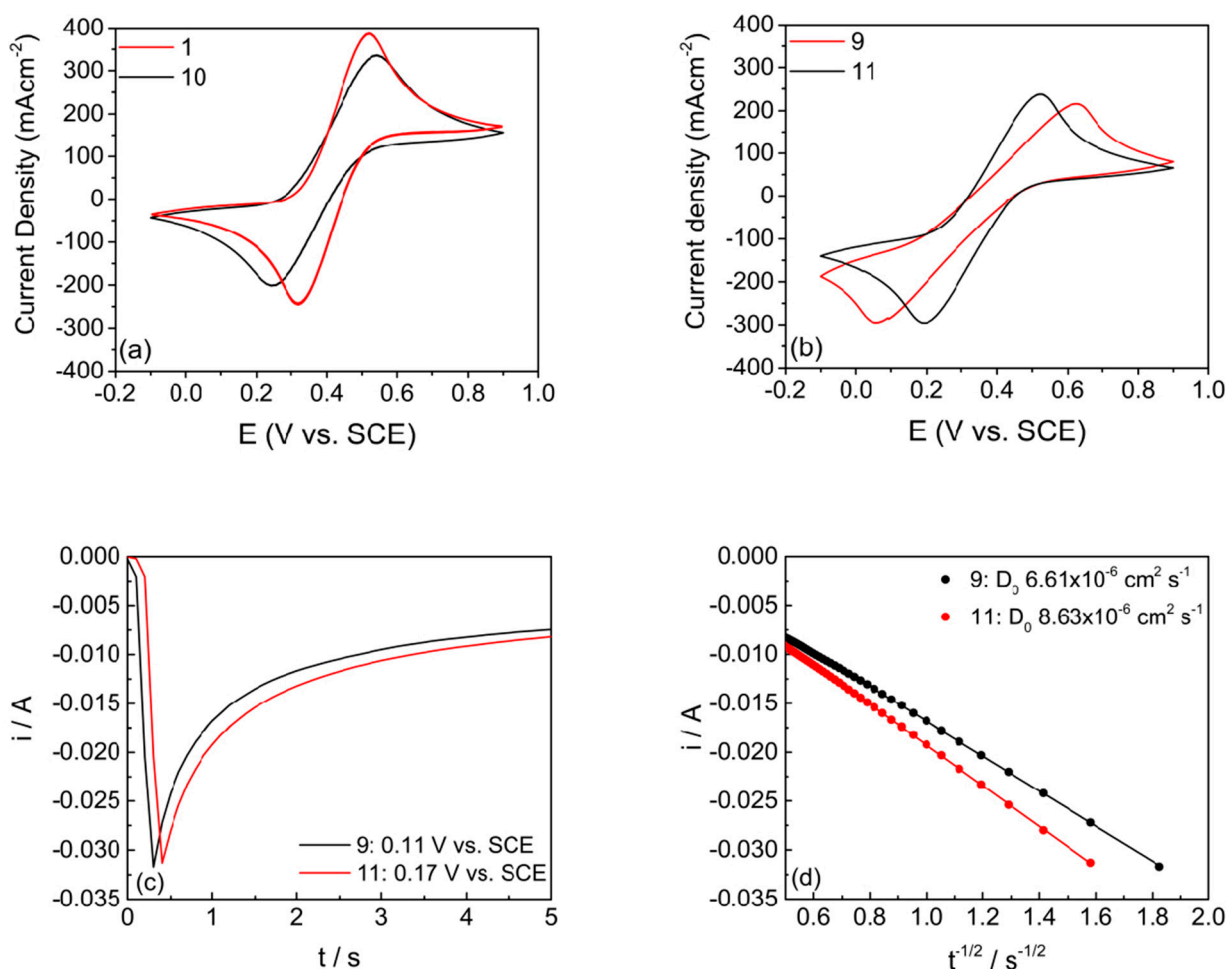 400
300
200
100
0
-100
-200
-300
-400
Current Density (mAcm⁻²)
1
10
(a)
-0.2 0.0 0.2 0.4 0.6 0.8 1.0
E (V vs. SCE)
400
300
200
100
0
-100
-200
-300
-400
Current density (mAcm⁻²)
9
11
(b)
-0.2 0.0 0.2 0.4 0.6 0.8 1.0
E (V vs. SCE)
0.000
-0.005
-0.010
-0.015
-0.020
-0.025
-0.030
-0.035
i / A
9: 0.11 V vs. SCE
11: 0.17 V vs. SCE
(c)
0 1 2 3 4 5
t / s
0.000
-0.005
-0.010
-0.015
-0.020
-0.025
-0.030
-0.035
i / A
9: D₀ 6.61x10⁻⁶ cm² s⁻¹
11: D₀ 8.63x10⁻⁶ cm² s⁻¹
(d)
0.6 0.8 1.0 1.2 1.4 1.6 1.8 2.0
t⁻¹/² / s⁻¹/²